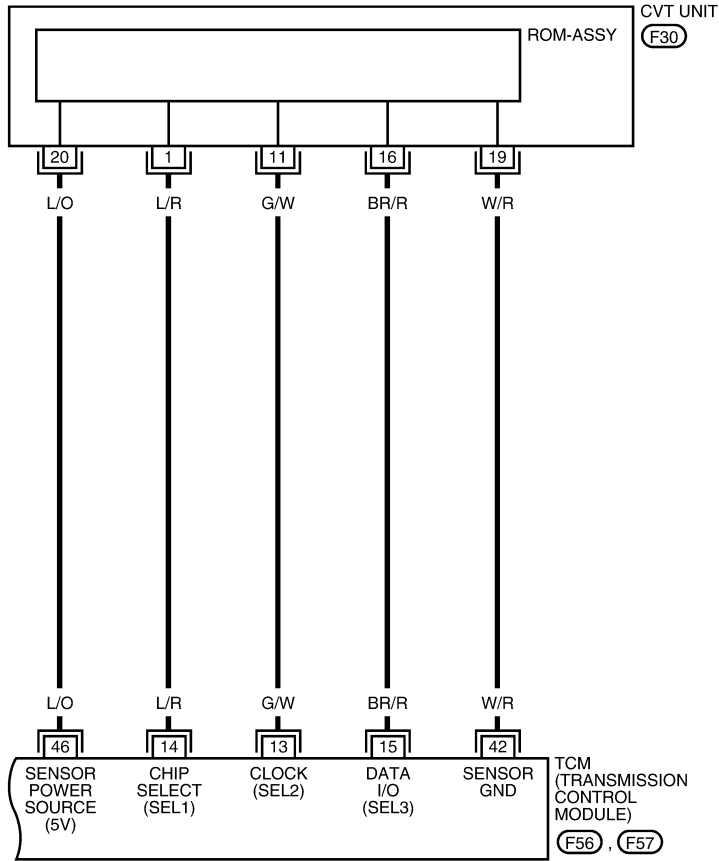 CVT UNIT
F30
ROM-ASSY
20 1 11 16 19
L/O L/R G/W BR/R W/R
L/O L/R G/W BR/R W/R
46 14 13 15 42
SENSOR
POWER
SOURCE
(5V)
CHIP
SELECT
(SEL1)
CLOCK
(SEL2)
DATA
I/O
(SEL3)
SENSOR
GND
TCM
(TRANSMISSION
CONTROL
MODULE)
F56 , F57